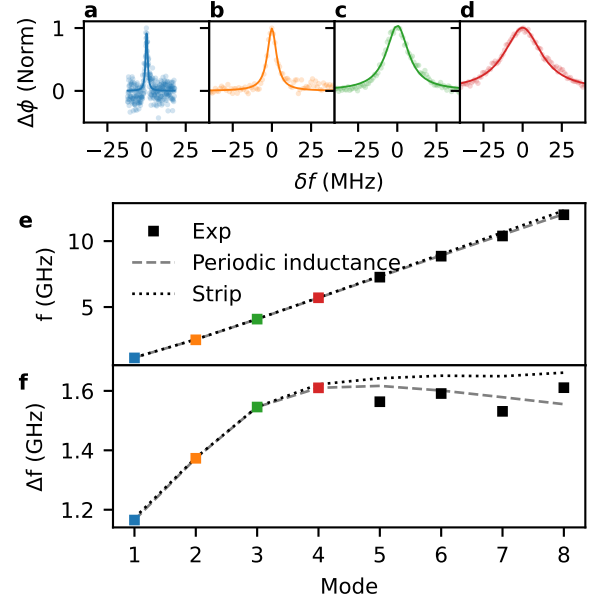 a b c d
Δϕ (Norm)
1
0
−25 0 25 −25 0 25 −25 0 25 −25 0 25
δf (MHz)
e
f (GHz)
10
5
Exp
Periodic inductance
Strip
f
Δf (GHz)
1.6
1.4
1.2
1 2 3 4 5 6 7 8
Mode